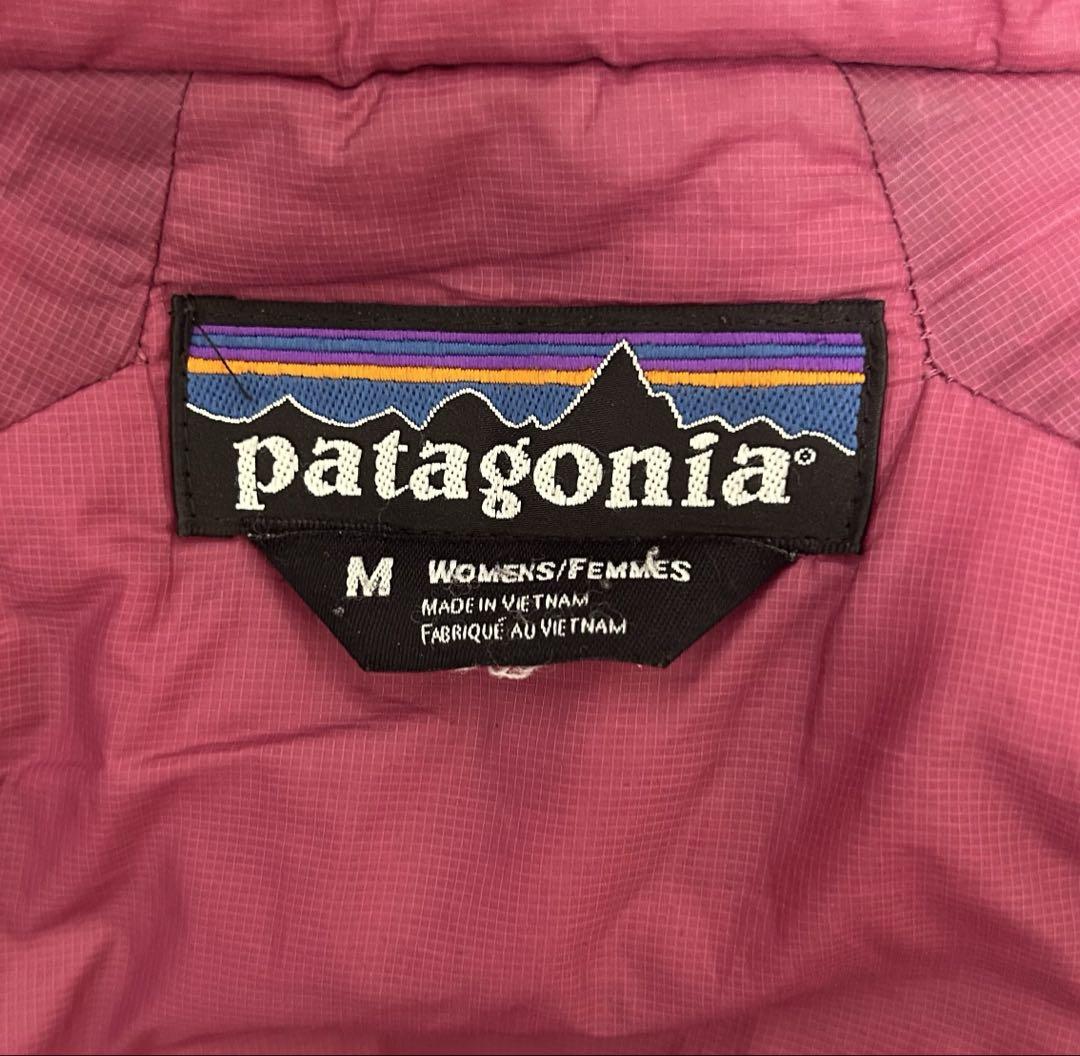 patagonia®
M WOMENS/FEMMES
MADE IN VIETNAM
FABRIQUÉ AU VIETNAM